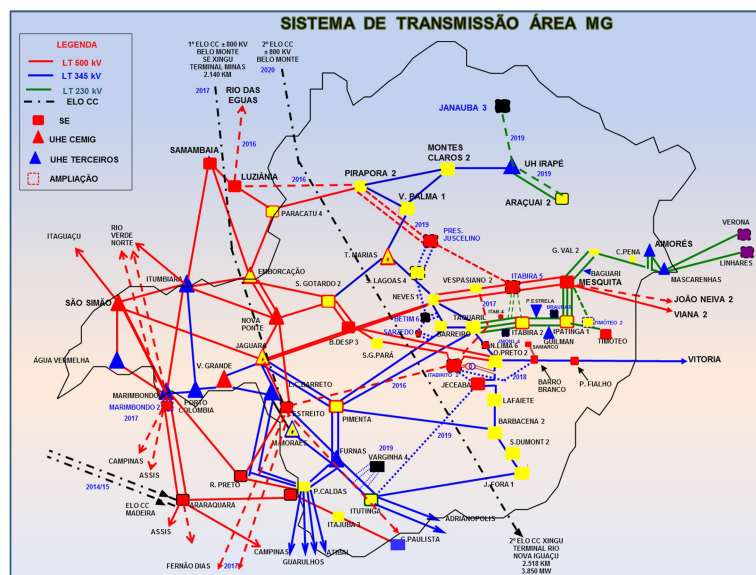 SISTEMA DE TRANSMISSÃO ÁREA MG
LEGENDA
LT 500 kV
LT 345 kV
LT 230 kV
ELO CC
SE
UHE CEMIG
UHE TERCEIROS
AMPLIAÇÃO
1º ELO CC ± 800 KV
BELO MONTE
SE XINGU
TERMINAL MINAS
2.140 KM
2017
2º ELO CC
± 800 KV
BELO MONTE
2020
RIO DAS
EGUAS
2016
SAMAMBAIA
LUZIÂNIA
2016
PIRAPORA 2
MONTES
CLAROS 2
JANAUBA 3
2019
UH IRAPÉ
2019
ARAÇUAI 2
PARACATU 4
V. PALMA 1
2019
PRES.
JUSCELINO
VERONA
LINHARES
RIO
VERDE
NORTE
ITAGUAÇU
ITUMBIARA
EMBORCAÇÃO
T. MARIAS
S.GOTARDO 2
S. LAGOAS 4
VESPASIANO 2
ITABIRA 5
G. VAL 2
C.PENA
AIMORÉS
BAGUARI
MESQUITA
MASCARENHAS
JOÃO NEIVA 2
VIANA 2
SÃO SIMÃO
NOVA
PONTE
NEVES 1
2017
P.ESTRELA
BETIM 6
TAQUARIL
ITABIRA 2
IPATINGA 1
TIMÓTEO 2
TIMÓTEO
GUILMAN
JAGUARA
B.DESP 3
S.G.PARÁ
SARZEDO
BARREIRO
N.LIMA 6
O.PRETO 2
SAMARCO
VITORIA
ÁGUA VERMELHA
V. GRANDE
L.C.BARRETO
2016
ITABIRITO 2
JECEABA
2018
BARRO
BRANCO
P. FIALHO
MARIMBONDO
PORTO
COLOMBIA
MARIMBONDO 2
2017
ESTREITO
PIMENTA
LAFAIETE
BARBACENA 2
2019
CAMPINAS
ASSIS
MMORAES
FURNAS
2019
VARGINHA 4
S.DUMONT 2
J.FORA 1
2014/15
R. PRETO
P.CALDAS
ITUTINGA
ELO CC
MADEIRA
ARARAQUARA
ITAJUBA 3
ADRIANOPOLIS
ASSIS
CAMPINAS
GUARULHOS
ATIBAI
C.PAULISTA
FERNÃO DIAS
2017
2º ELO CC XINGU
TERMINAL RIO
NOVA IGUAÇU
2.518 KM
3.850 MW